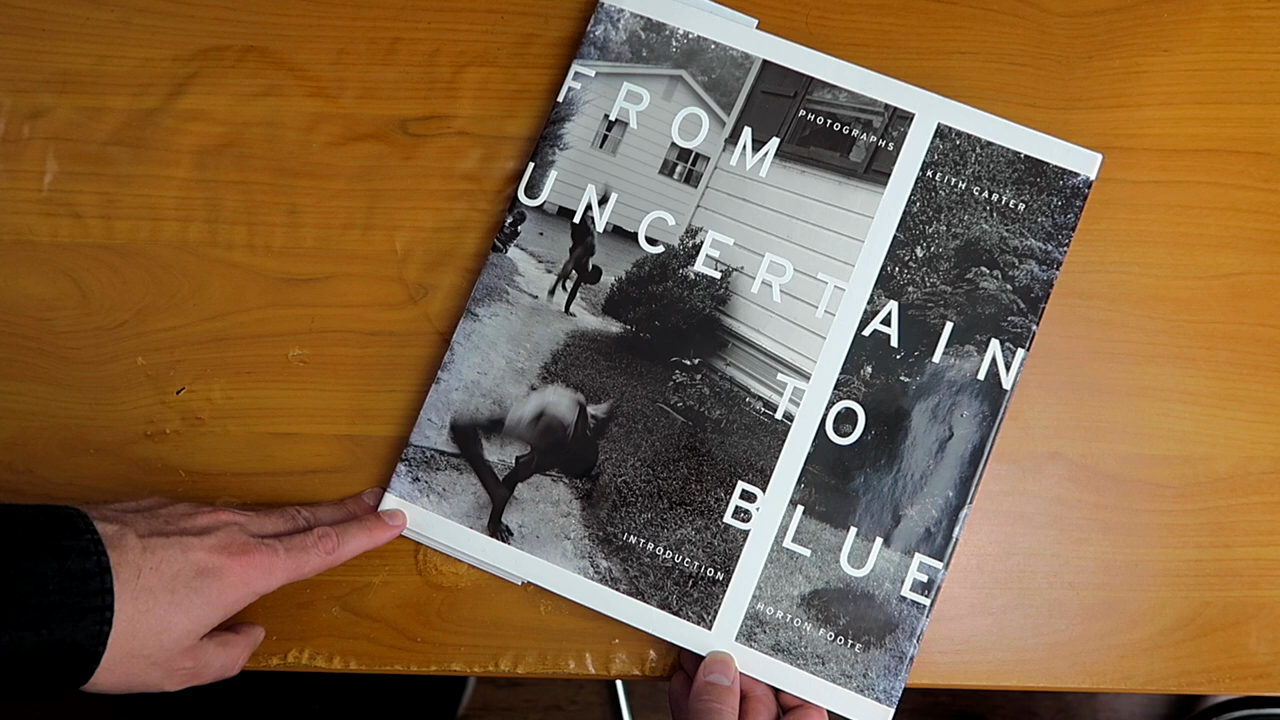 FROM
PHOTOGRAPHS
KEITH CARTER
UNCERTAIN
TO
BLUE
INTRODUCTION
HORTON FOOTE